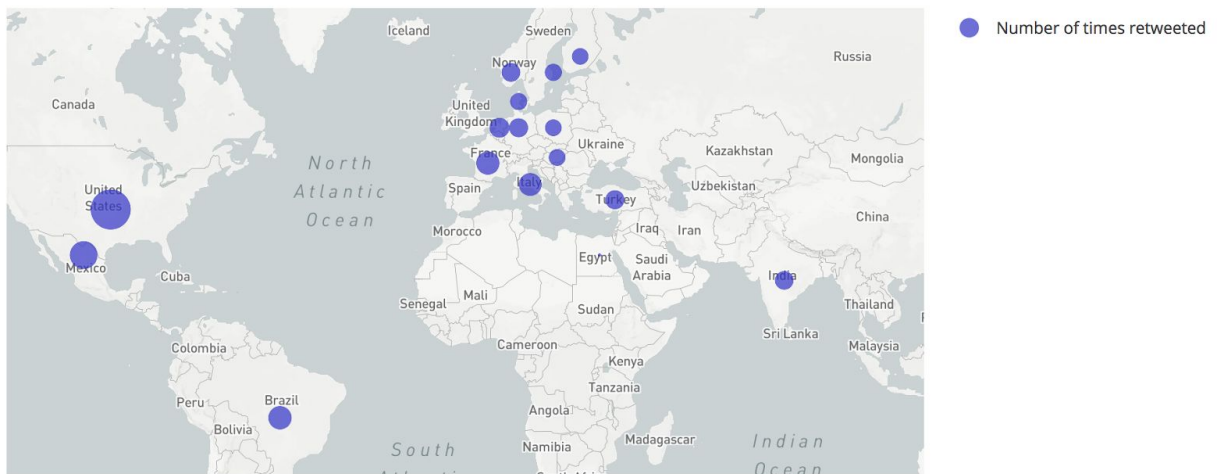 Number of times retweeted
Iceland
Sweden
Norway
Russia
Canada
United
Kingdom
Ukraine
Kazakhstan
Mongolia
France
North
Atlantic
Ocean
Uzbekistan
United
States
Spain
Italy
Turkey
China
Morocco
Iraq
Iran
Mexico
Cuba
Egypt
Saudi
Arabia
India
Senegal
Mali
Sudan
Thailand
Sri Lanka
Colombia
Cameroon
Malaysia
Kenya
Peru
Brazil
Tanzania
Angola
Bolivia
South
Namibia
Madagascar
Indian
Ocean